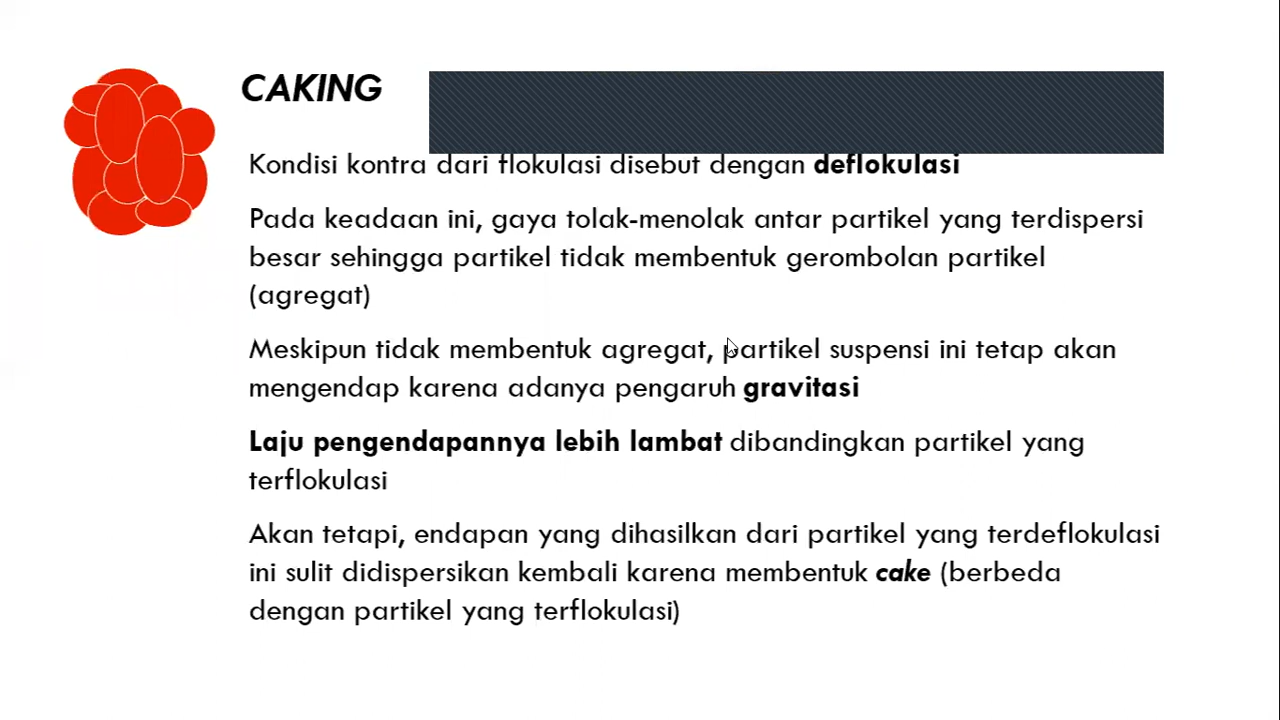 CAKING
Kondisi kontra dari flokulasi disebut dengan deflokulasi
Pada keadaan ini, gaya tolak-menolak antar partikel yang terdispersi
besar sehingga partikel tidak membentuk gerombolan partikel
(agregat)
Meskipun tidak membentuk agregat, partikel suspensi ini tetap akan
mengendap karena adanya pengaruh gravitasi
Laju pengendapannya lebih lambat dibandingkan partikel yang
terflokulasi
Akan tetapi, endapan yang dihasilkan dari partikel yang terdeflokulasi
ini sulit didispersikan kembali karena membentuk cake (berbeda
dengan partikel yang terflokulasi)